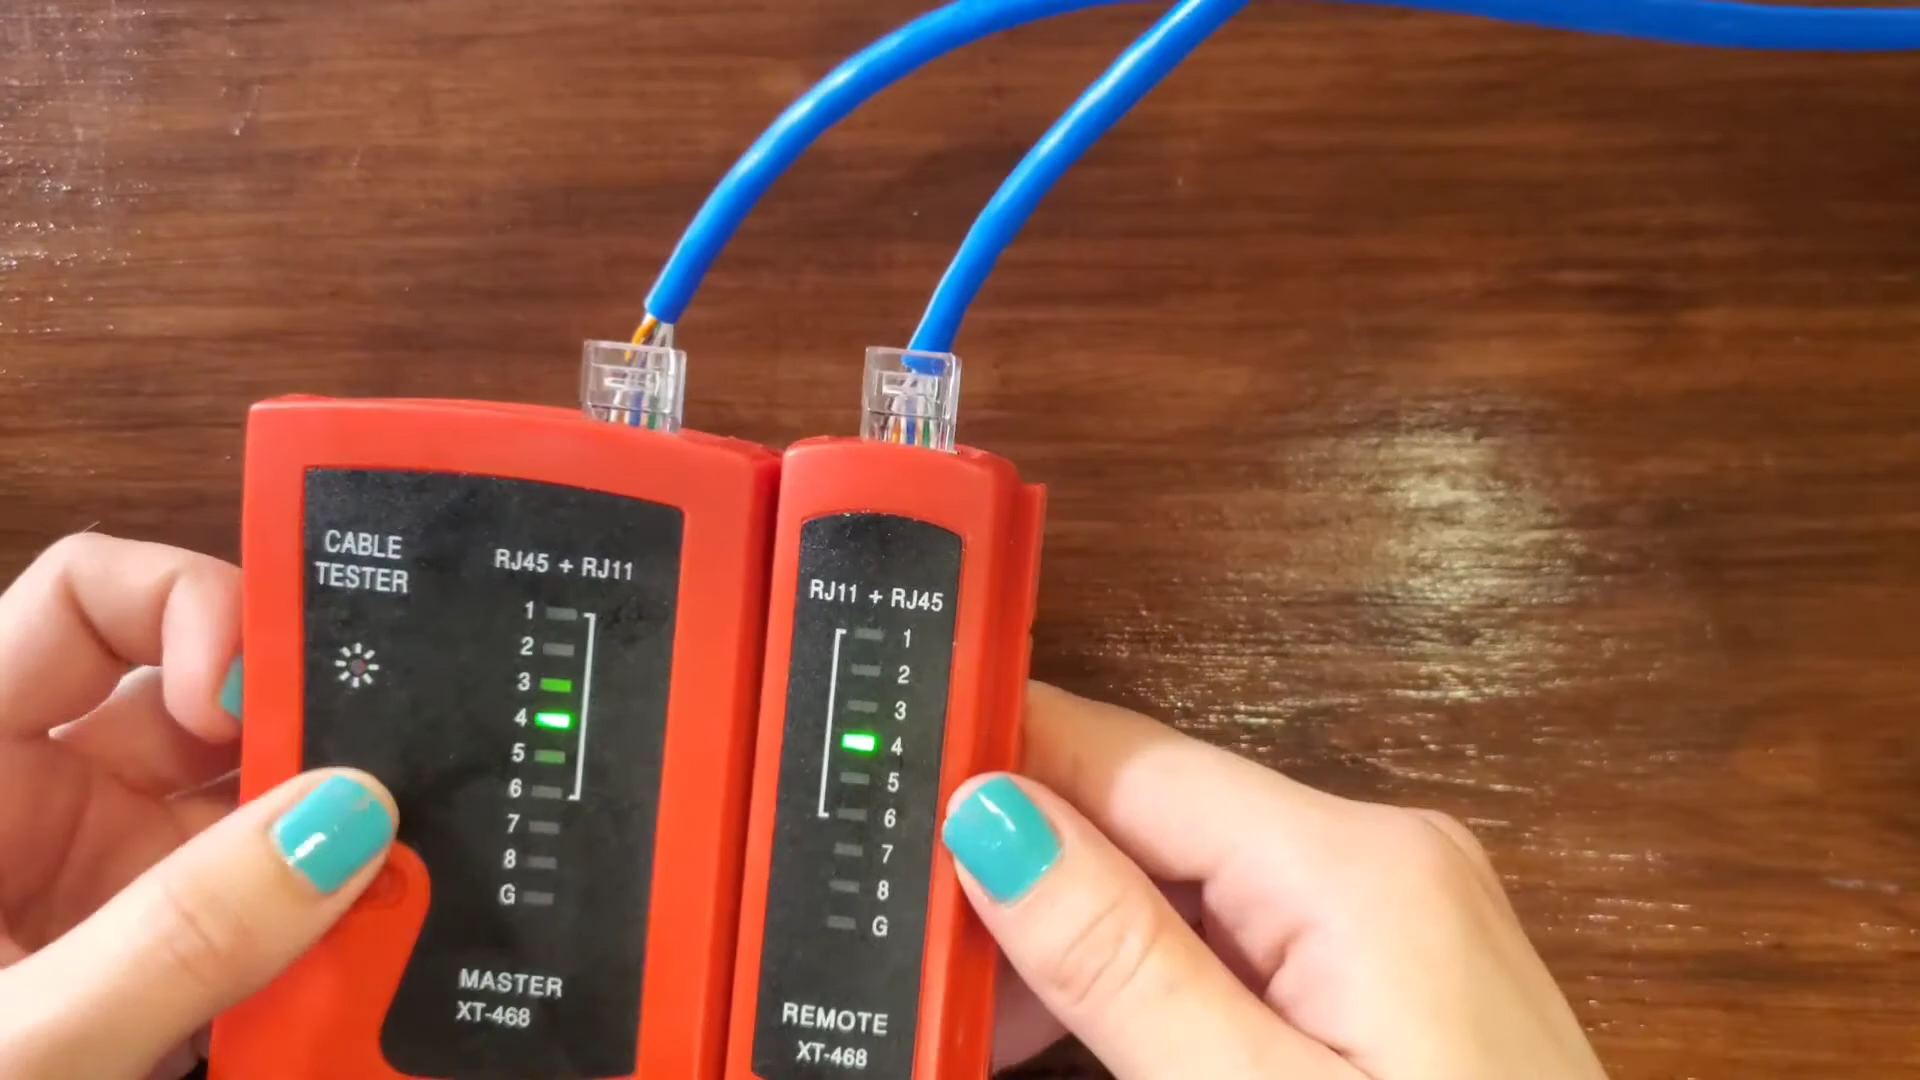 CABLE
TESTER
RJ45 + RJ11
1
2
3
4
5
6
7
8
G
MASTER
XT-468
RJ11 + RJ45
1
2
3
4
5
6
7
8
G
REMOTE
XT-468